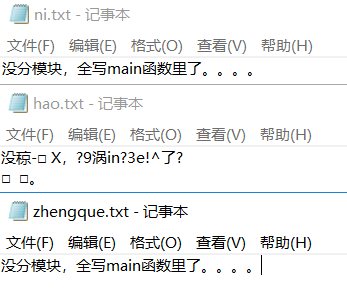 ni.txt - 记事本
文件(F) 编辑(E) 格式(O) 查看(V) 帮助(H)
没分模块，全写main函数里了。。。。
hao.txt - 记事本
文件(F) 编辑(E) 格式(O) 查看(V) 帮助(H)
没稤-□ X，?9涡in?3e!^了?
□ □。
zhengque.txt - 记事本
文件(F) 编辑(E) 格式(O) 查看(V) 帮助(H)
没分模块，全写main函数里了。。。。